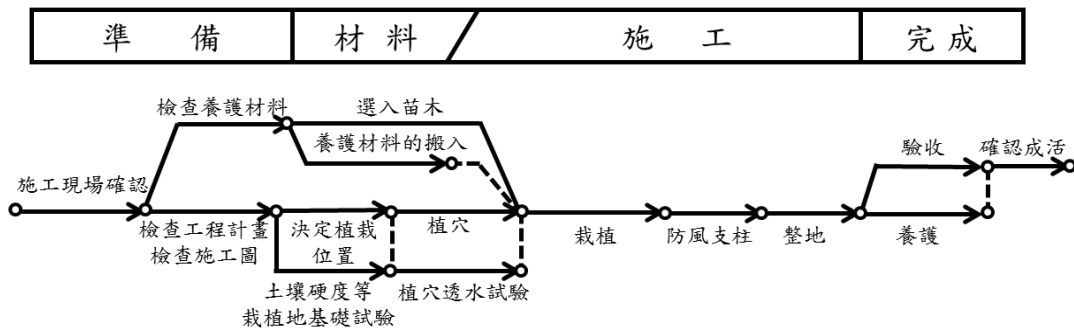 準備
材料
施工
完成
檢查養護材料
選入苗木
養護材料的搬入
驗收
確認成活
施工現場確認
檢查工程計畫
檢查施工圖
決定植栽
位置
植穴
栽植
防風支柱
整地
養護
土壤硬度等
栽植地基礎試驗
植穴透水試驗